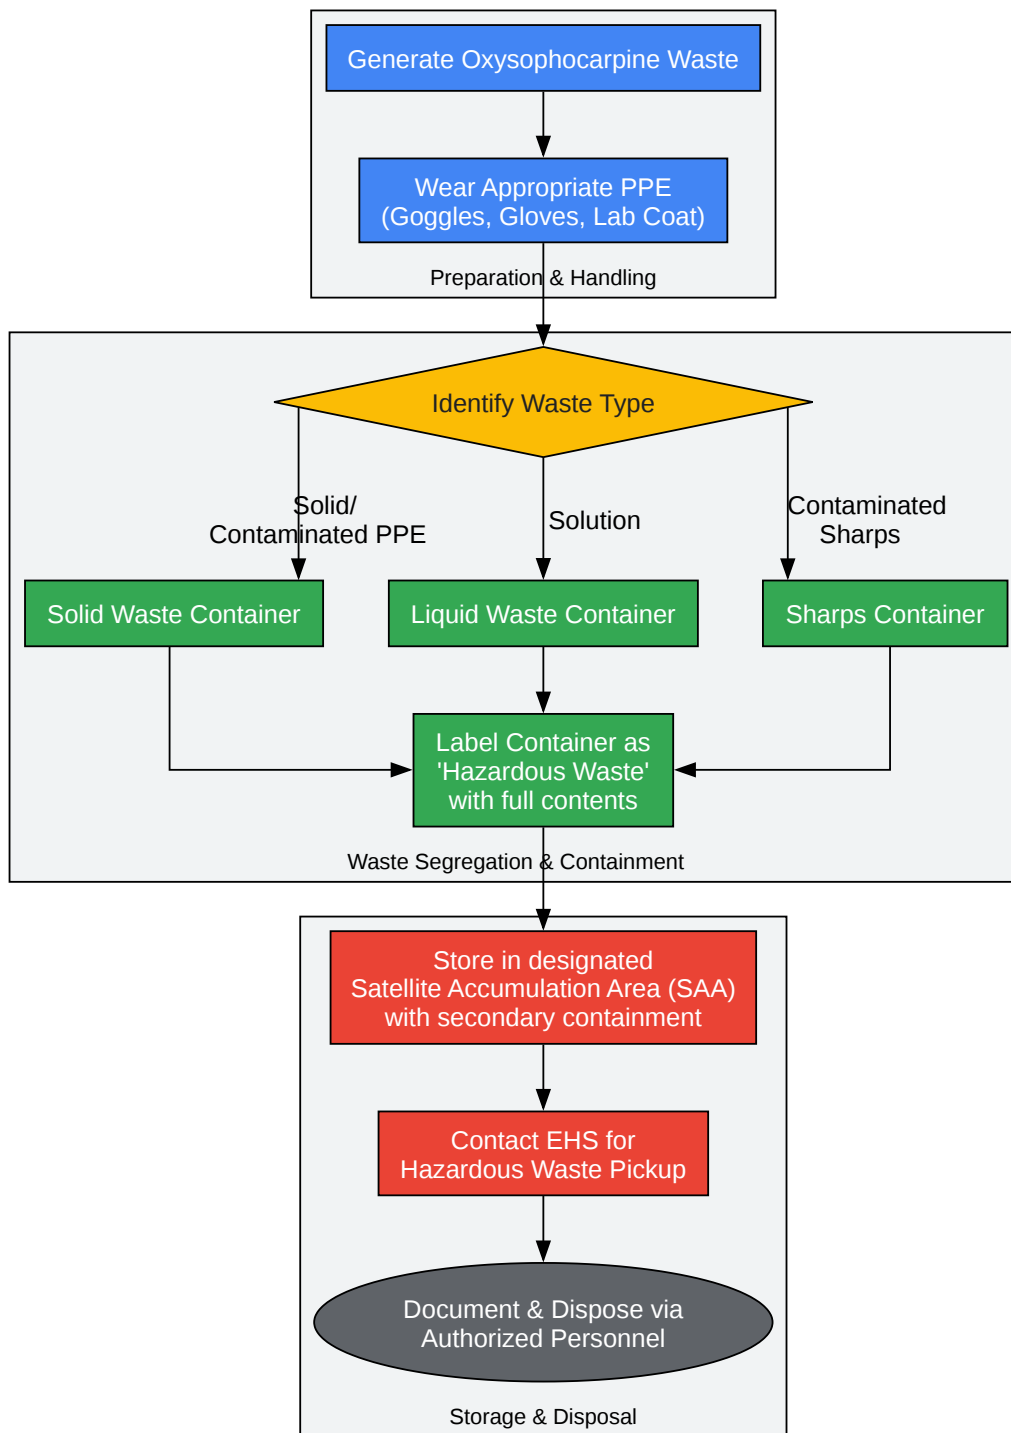 Generate Oxysophocarpine Waste
Wear Appropriate PPE
(Goggles, Gloves, Lab Coat)
Preparation & Handling
Identify Waste Type
Solid/
Contaminated PPE
Solution
Contaminated
Sharps
Solid Waste Container
Liquid Waste Container
Sharps Container
Label Container as
'Hazardous Waste'
with full contents
Waste Segregation & Containment
Store in designated
Satellite Accumulation Area (SAA)
with secondary containment
Contact EHS for
Hazardous Waste Pickup
Document & Dispose via
Authorized Personnel
Storage & Disposal